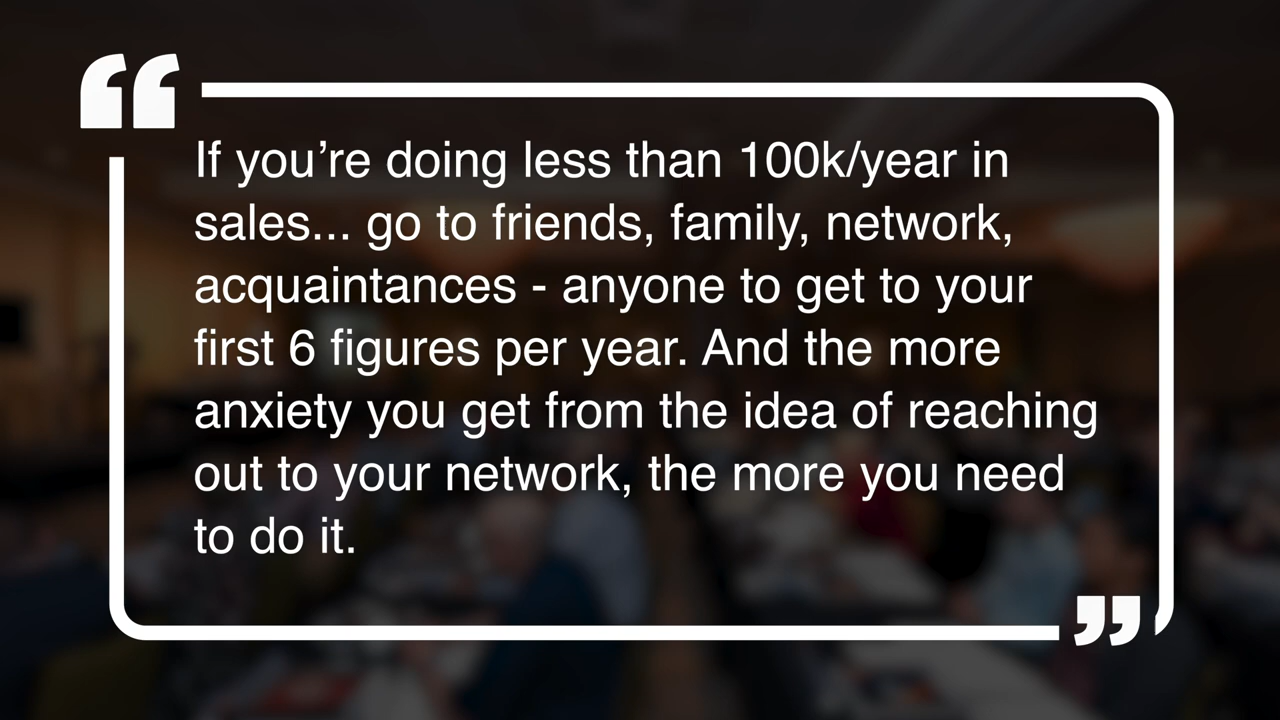 If you’re doing less than 100k/year in
sales... go to friends, family, network,
acquaintances - anyone to get to your
first 6 figures per year. And the more
anxiety you get from the idea of reaching
out to your network, the more you need
to do it.